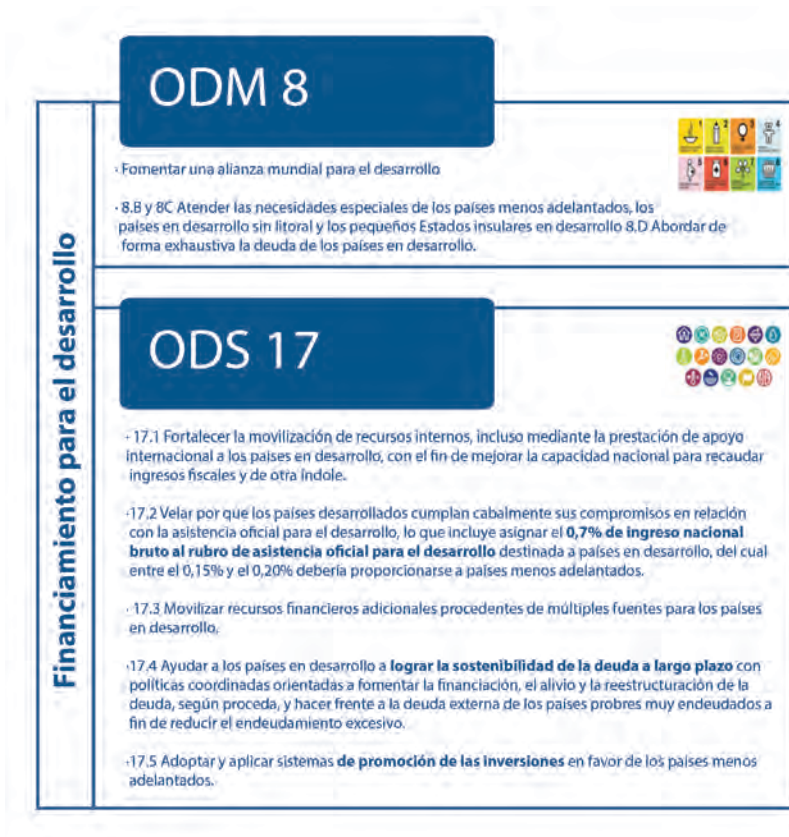 Financiamiento para el desarrollo
ODM 8
· Fomentar una alianza mundial para el desarrollo
· 8.B y 8C Atender las necesidades especiales de los países menos adelantados, los
países en desarrollo sin litoral y los pequeños Estados insulares en desarrollo 8.D Abordar de
forma exhaustiva la deuda de los países en desarrollo.
1 2 3 4
5 6 7 8
ODS 17
· 17.1 Fortalecer la movilización de recursos internos, incluso mediante la prestación de apoyo
internacional a los países en desarrollo, con el fin de mejorar la capacidad nacional para recaudar
ingresos fiscales y de otra índole.
·17.2 Velar por que los países desarrollados cumplan cabalmente sus compromisos en relación
con la asistencia oficial para el desarrollo, lo que incluye asignar el 0,7% de ingreso nacional
bruto al rubro de asistencia oficial para el desarrollo destinada a países en desarrollo, del cual
entre el 0,15% y el 0,20% debería proporcionarse a países menos adelantados.
· 17.3 Movilizar recursos financieros adicionales procedentes de múltiples fuentes para los países
en desarrollo.
·17.4 Ayudar a los países en desarrollo a lograr la sostenibilidad de la deuda a largo plazo con
políticas coordinadas orientadas a fomentar la financiación, el alivio y la reestructuración de la
deuda, según proceda, y hacer frente a la deuda externa de los países probres muy endeudados a
fin de reducir el endeudamiento excesivo.
·17.5 Adoptar y aplicar sistemas de promoción de las inversiones en favor de los países menos
adelantados.